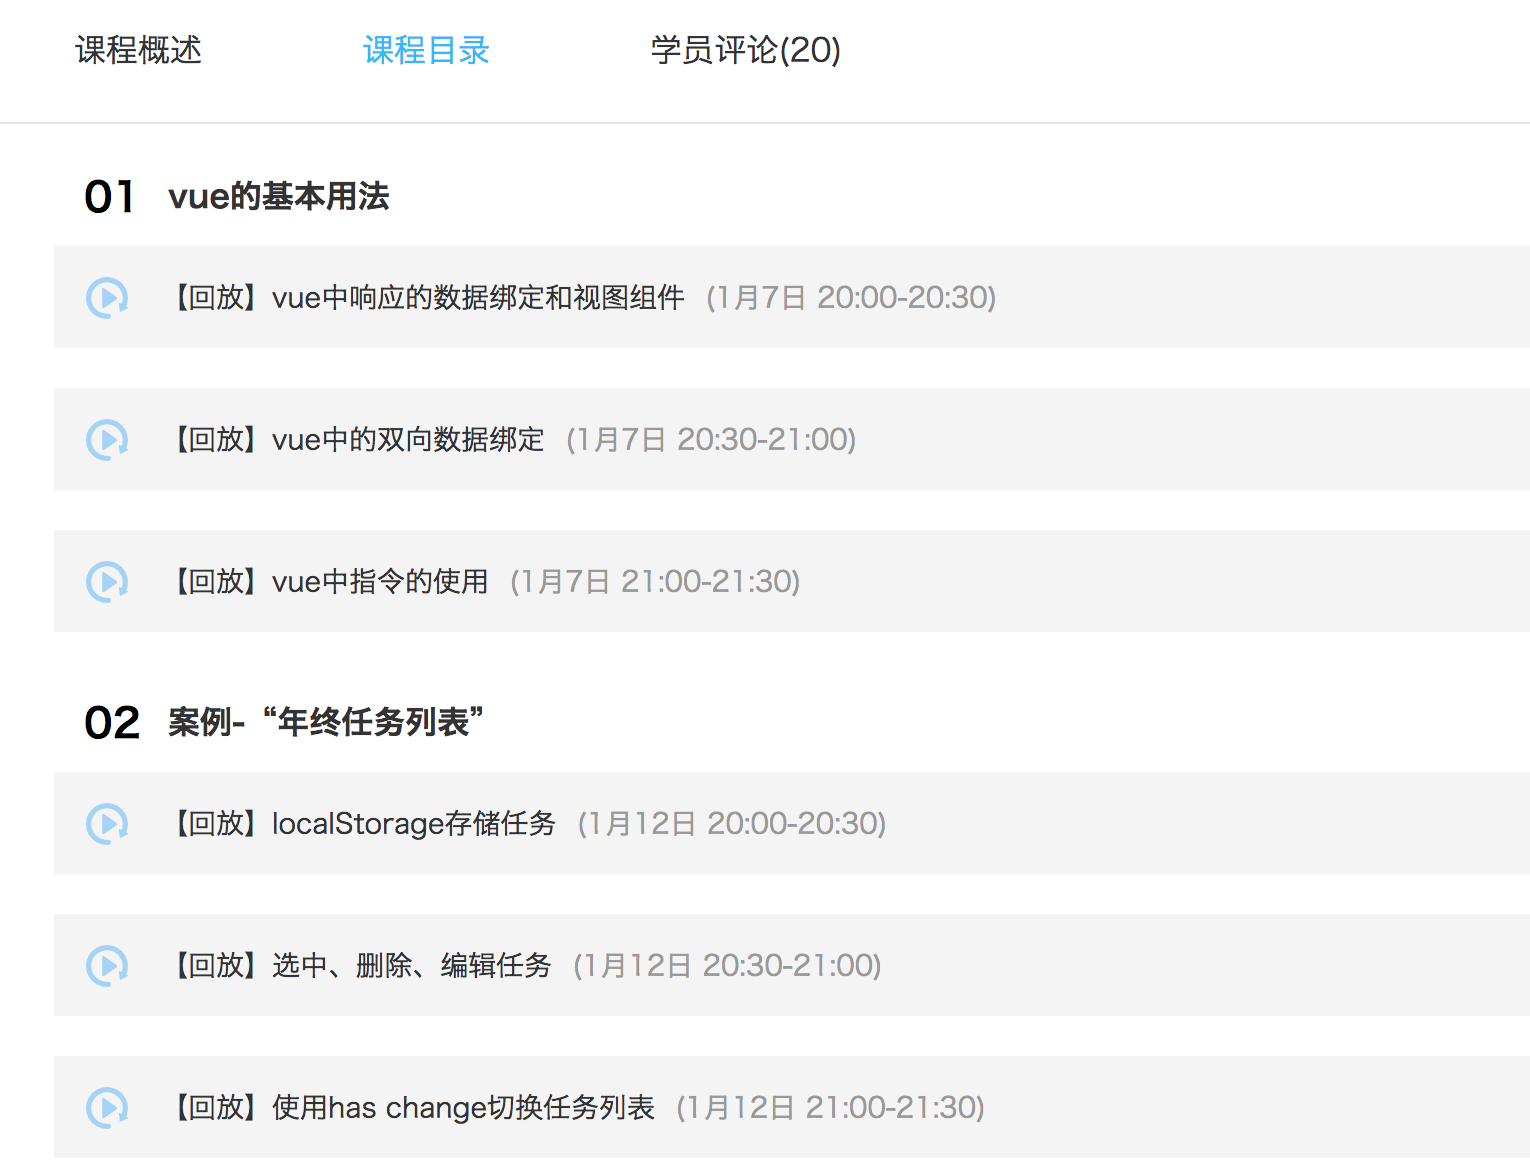 课程概述 课程目录 学员评论(20)
01 vue的基本用法
【回放】vue中响应的数据绑定和视图组件 (1月7日 20:00-20:30)
【回放】vue中的双向数据绑定 (1月7日 20:30-21:00)
【回放】vue中指令的使用 (1月7日 21:00-21:30)
02 案例-“年终任务列表”
【回放】localStorage存储任务 (1月12日 20:00-20:30)
【回放】选中、删除、编辑任务 (1月12日 20:30-21:00)
【回放】使用has change切换任务列表 (1月12日 21:00-21:30)